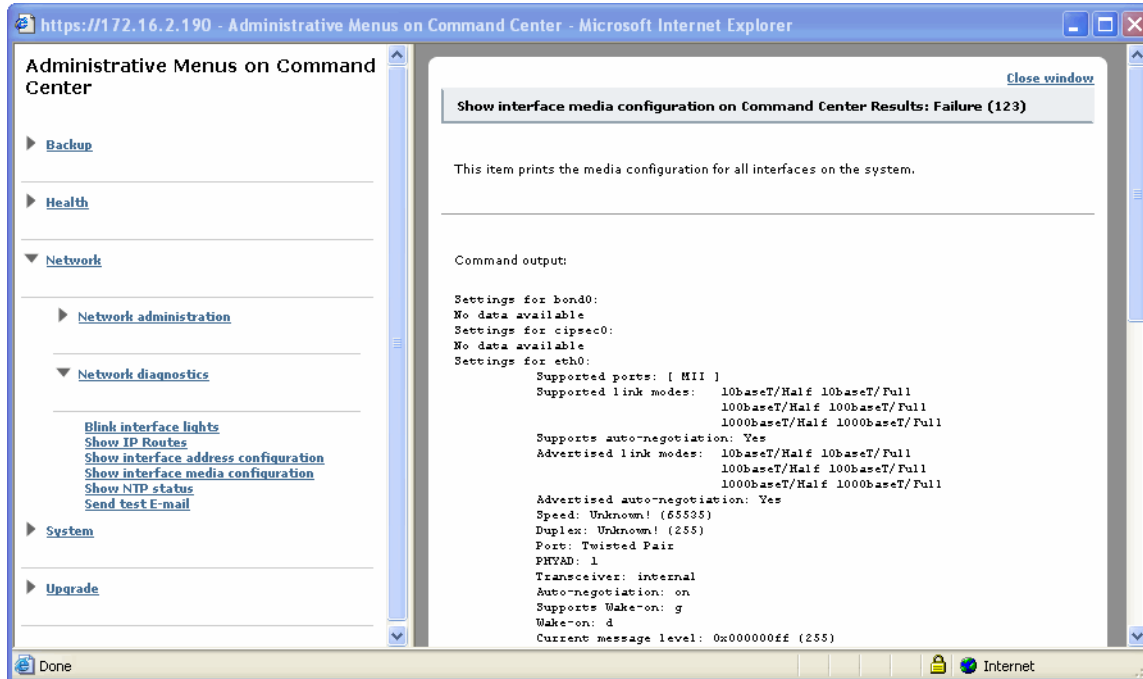 https://172.16.2.190 - Administrative Menus on Command Center - Microsoft Internet Explorer
Administrative Menus on Command
Center
Backup
Health
Network
Network administration
Network diagnostics
Blink interface lights
Show IP Routes
Show interface address configuration
Show interface media configuration
Show NTP status
Send test E-mail
System
Upgrade
Close window
Show interface media configuration on Command Center Results: Failure (123)
This item prints the media configuration for all interfaces on the system.
Command output:
Settings for bond0:
No data available
Settings for cipsec0:
No data available
Settings for eth0:
Supported ports: [ MII ]
Supported link modes: 10baseT/Half 10baseT/Full
100baseT/Half 100baseT/Full
1000baseT/Half 1000baseT/Full
Supports auto-negotiation: Yes
Advertised link modes: 10baseT/Half 10baseT/Full
100baseT/Half 100baseT/Full
1000baseT/Half 1000baseT/Full
Advertised auto-negotiation: Yes
Speed: Unknown! (65535)
Duplex: Unknown! (255)
Port: Twisted Pair
PHYAD: 1
Transceiver: internal
Auto-negotiation: on
Supports Wake-on: g
Wake-on: d
Current message level: 0x000000ff (255)
Done
Internet